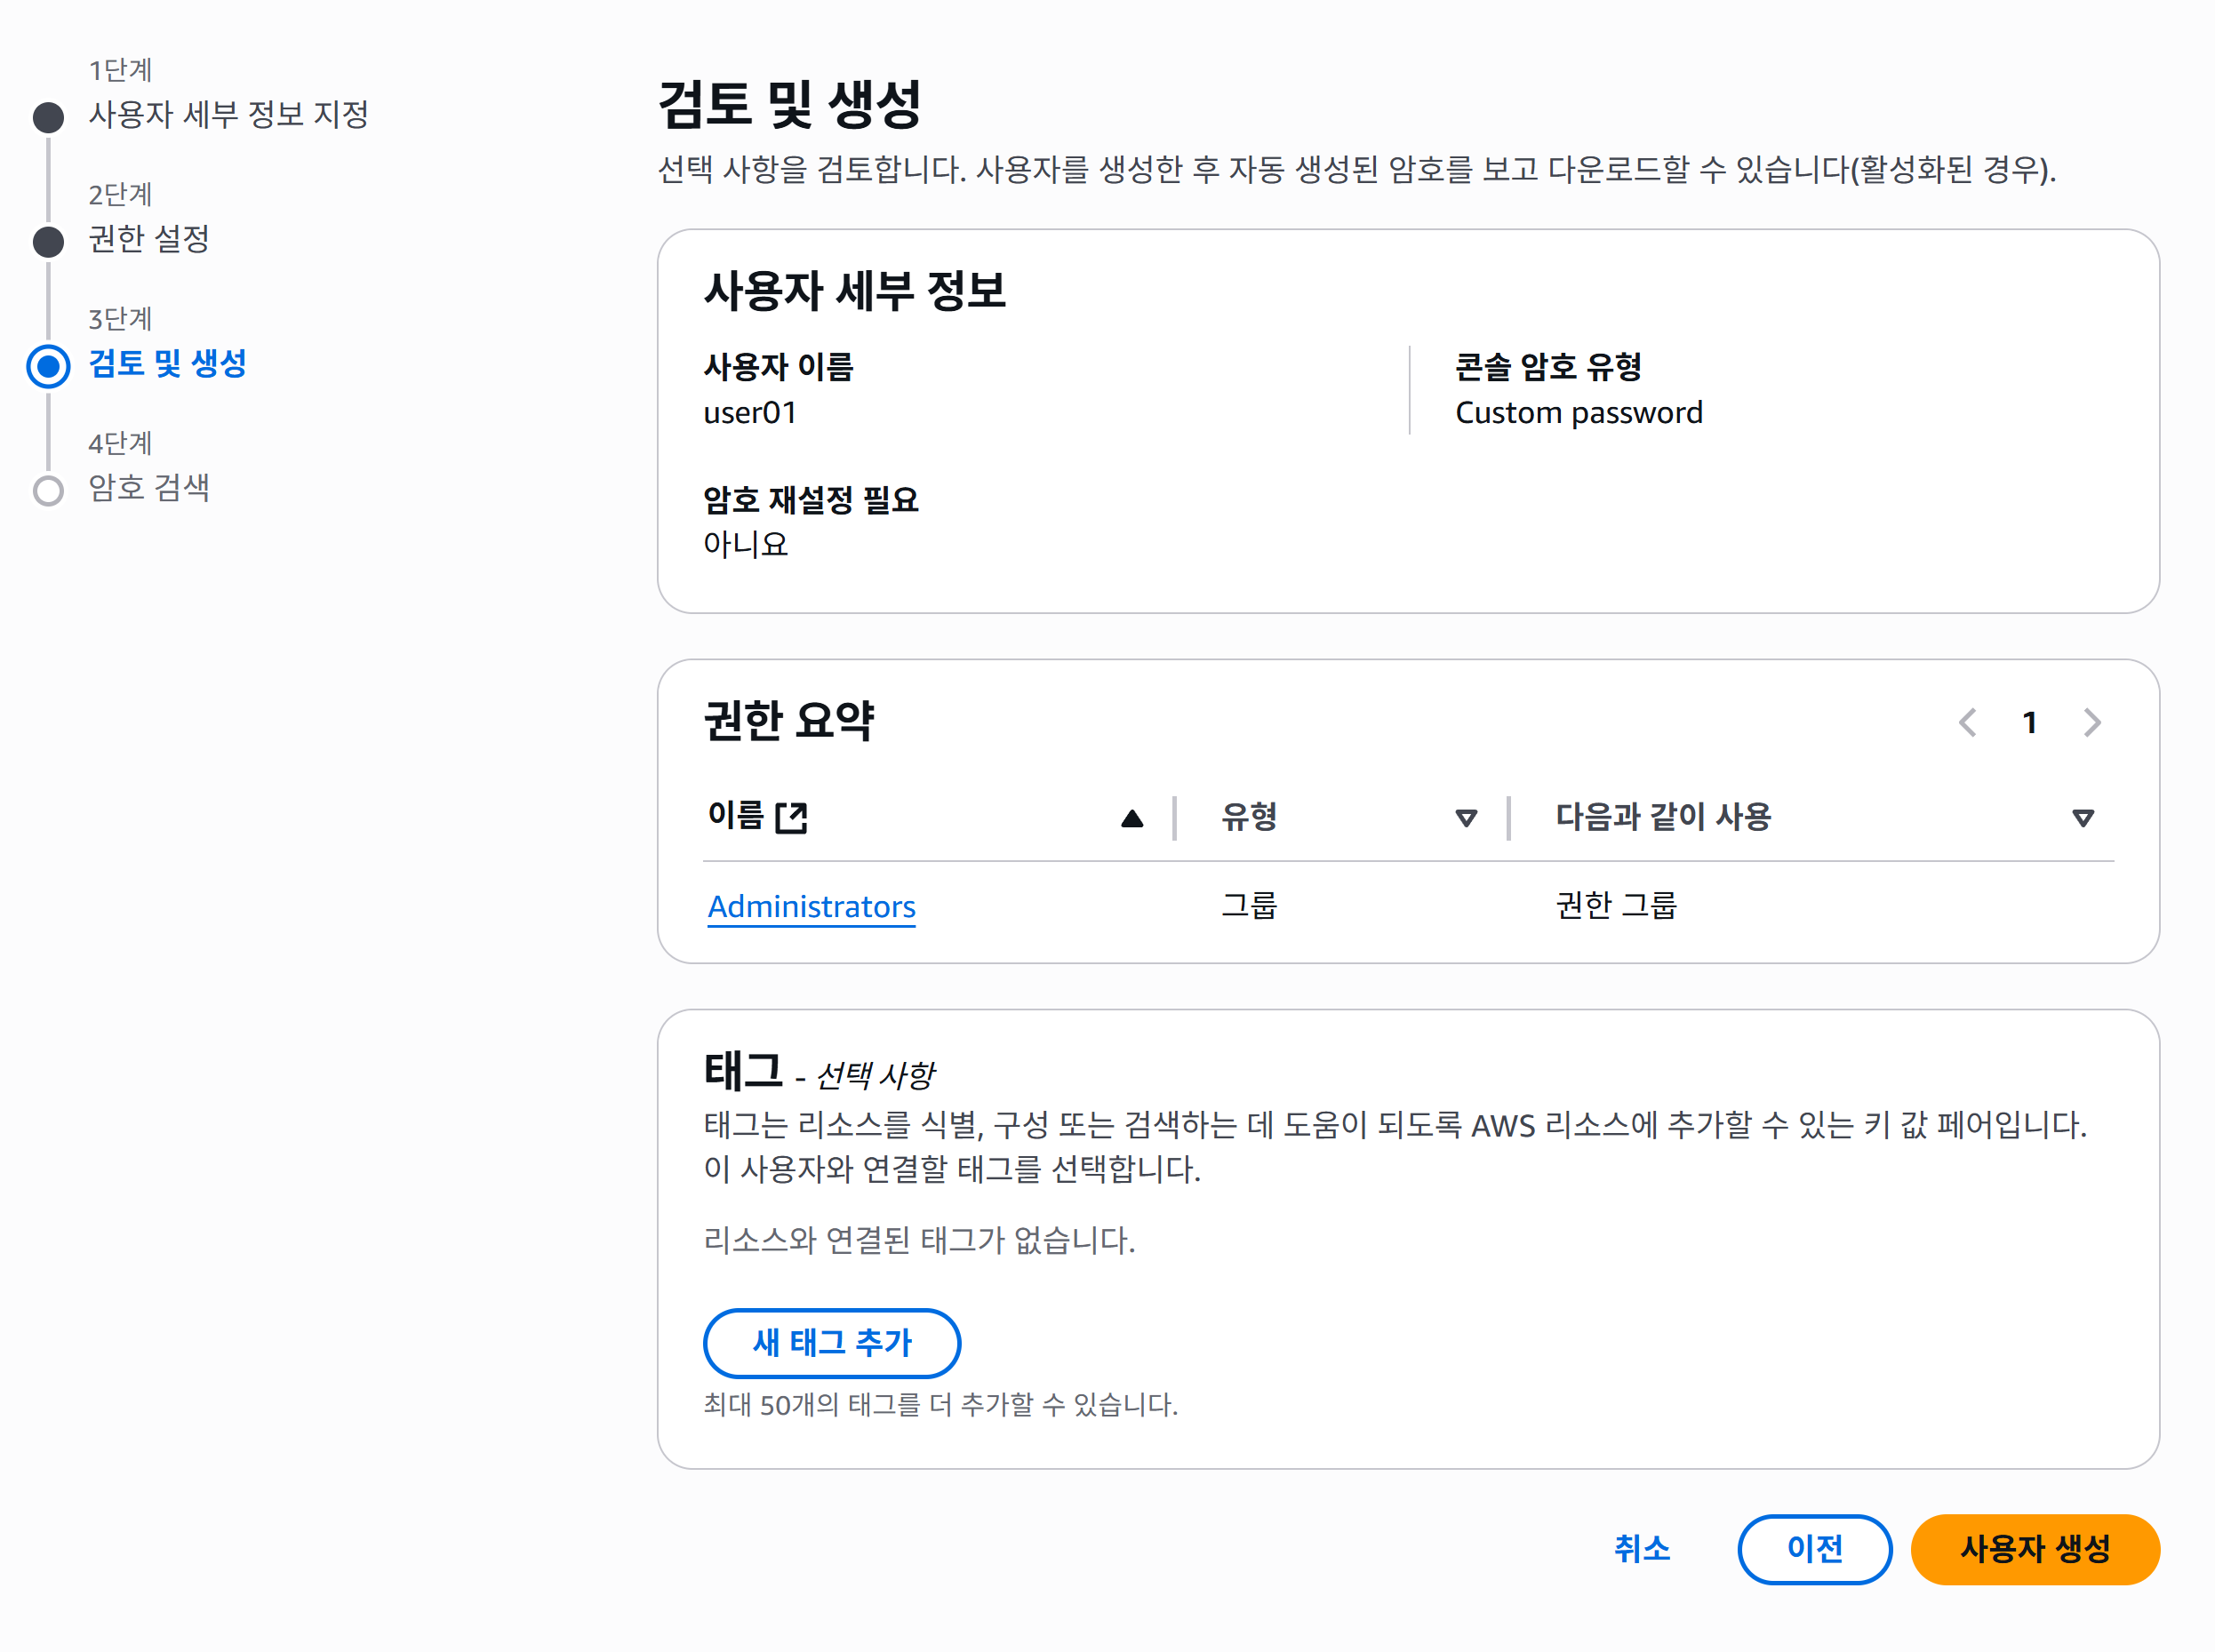 1단계
사용자 세부 정보 지정
2단계
권한 설정
3단계
검토 및 생성
4단계
암호 검색
검토 및 생성
선택 사항을 검토합니다. 사용자를 생성한 후 자동 생성된 암호를 보고 다운로드할 수 있습니다(활성화된 경우).
사용자 세부 정보
사용자 이름
user01
콘솔 암호 유형
Custom password
암호 재설정 필요
아니요
권한 요약
1
이름 유형 다음과 같이 사용
Administrators 그룹 권한 그룹
태그 - 선택 사항
태그는 리소스를 식별, 구성 또는 검색하는 데 도움이 되도록 AWS 리소스에 추가할 수 있는 키 값 페어입니다.
이 사용자와 연결할 태그를 선택합니다.
리소스와 연결된 태그가 없습니다.
새 태그 추가
최대 50개의 태그를 더 추가할 수 있습니다.
취소 이전 사용자 생성